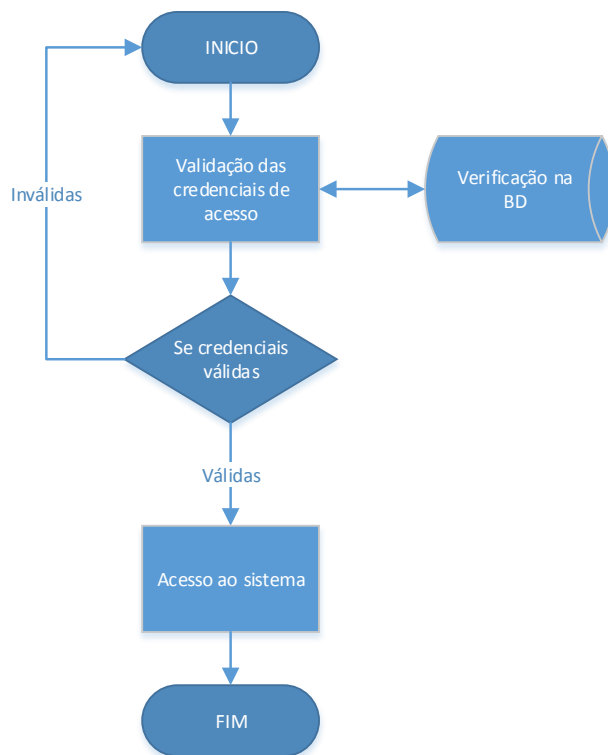 INICIO
Validação das
credenciais de
acesso
Verificação na
BD
Inválidas
Se credenciais
válidas
Válidas
Acesso ao sistema
FIM